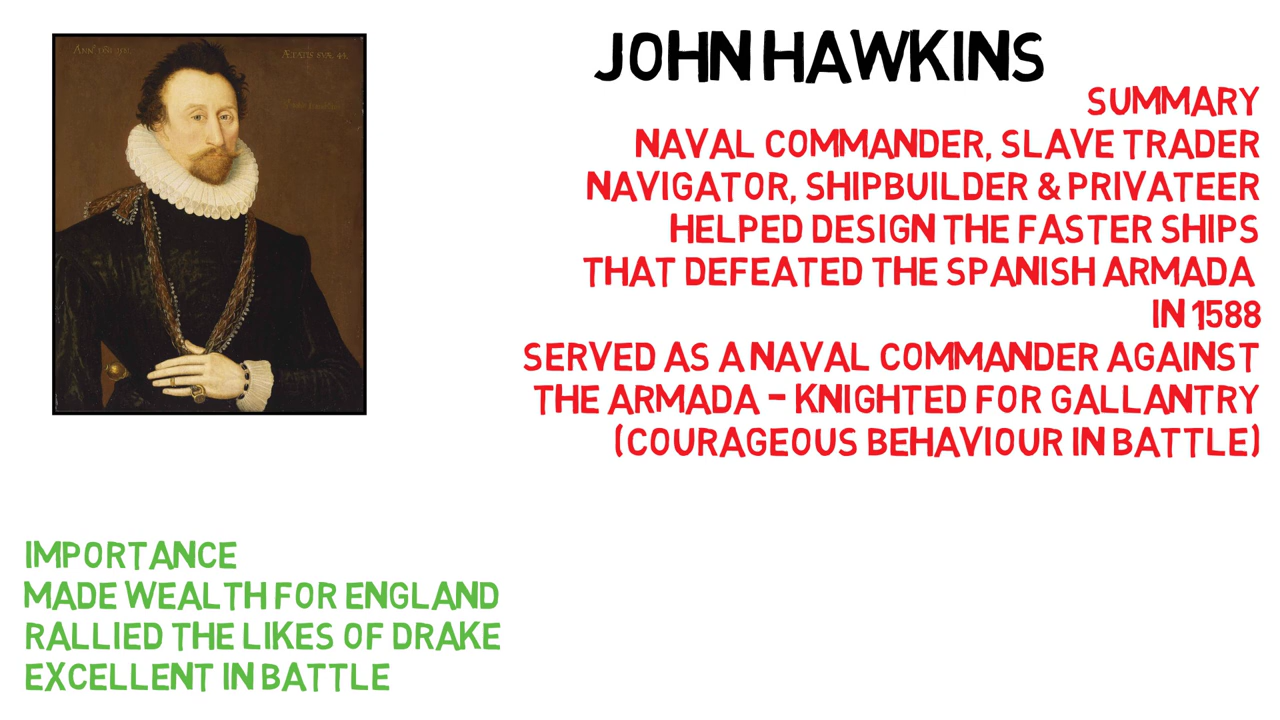 JOHN HAWKINS
SUMMARY
NAVAL COMMANDER, SLAVE TRADER
NAVIGATOR, SHIPBUILDER & PRIVATEER
HELPED DESIGN THE FASTER SHIPS
THAT DEFEATED THE SPANISH ARMADA
IN 1588
SERVED AS A NAVAL COMMANDER AGAINST
THE ARMADA - KNIGHTED FOR GALLANTRY
(COURAGEOUS BEHAVIOUR IN BATTLE)
IMPORTANCE
MADE WEALTH FOR ENGLAND
RALLIED THE LIKES OF DRAKE
EXCELLENT IN BATTLE